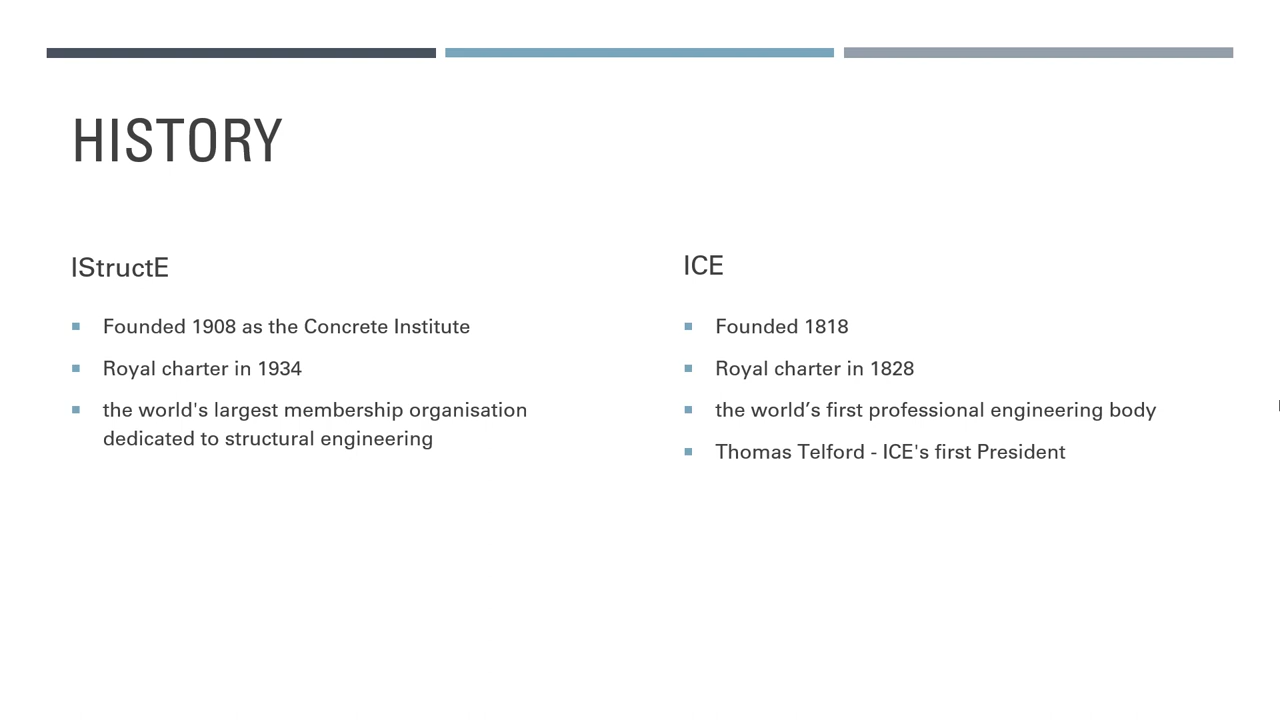 HISTORY
IStructE
Founded 1908 as the Concrete Institute
Royal charter in 1934
the world's largest membership organisation
dedicated to structural engineering
ICE
Founded 1818
Royal charter in 1828
the world’s first professional engineering body
Thomas Telford - ICE's first President